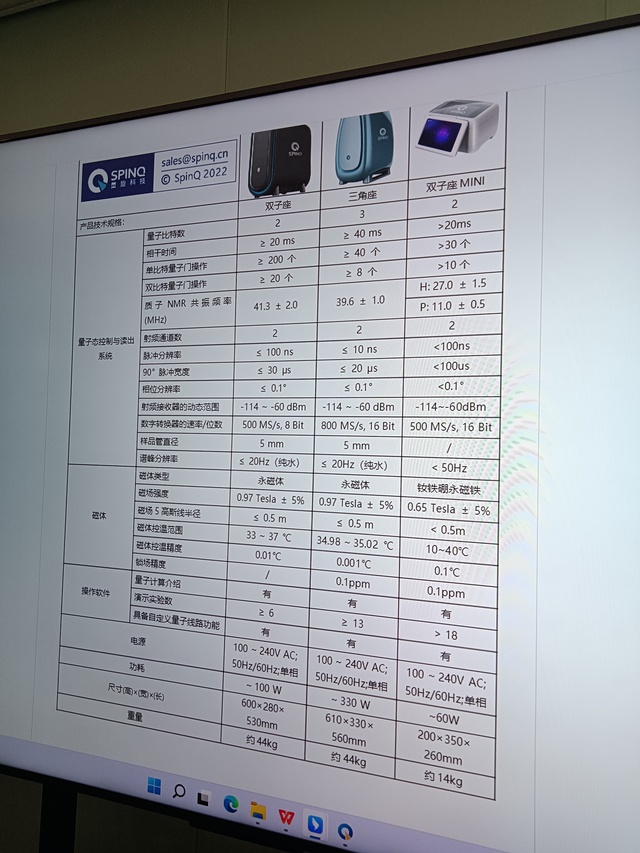 SPINQ
量旋科技
sales@spinq.cn
© SpinQ 2022
SPINQ
产品技术规格: 双子座 三角座 双子座 MINI
量子态控制与读出系统
量子比特数 2 3 2
相干时间 ≥ 20 ms ≥ 40 ms >20ms
单比特量子门操作 ≥ 200 个 ≥ 40 个 >30 个
双比特量子门操作 ≥ 20 个 ≥ 8 个 >10 个
质子 NMR 共振频率 (MHz) 41.3 ± 2.0 39.6 ± 1.0 H: 27.0 ± 1.5
P: 11.0 ± 0.5
射频通道数 2 2 2
脉冲分辨率 ≤ 100 ns ≤ 10 ns <100ns
90° 脉冲宽度 ≤ 30 μs ≤ 20 μs <100us
相位分辨率 ≤ 0.1° ≤ 0.1° <0.1°
射频接收器的动态范围 -114 ~ -60 dBm -114 ~ -60 dBm -114~-60dBm
数字转换器的速率/位数 500 MS/s, 8 Bit 800 MS/s, 16 Bit 500 MS/s, 16 Bit
样品管直径 5 mm 5 mm /
谱峰分辨率 ≤ 20Hz（纯水） ≤ 20Hz（纯水） < 50Hz
磁体
磁体类型 永磁体 永磁体 钕铁硼永磁铁
磁场强度 0.97 Tesla ± 5% 0.97 Tesla ± 5% 0.65 Tesla ± 5%
磁场 5 高斯线半径 ≤ 0.5 m ≤ 0.5 m < 0.5m
磁体控温范围 33 ~ 37 ℃ 34.98 ~ 35.02 ℃ 10~40℃
磁体控温精度 0.01℃ 0.001℃ 0.1℃
锁场精度 / 0.1ppm 0.1ppm
操作软件
量子计算介绍 有 有 有
演示实验数 ≥ 6 ≥ 13 > 18
具备自定义量子线路功能 有 有 有
电源 100 ~ 240V AC; 50Hz/60Hz;单相 100 ~ 240V AC; 50Hz/60Hz;单相 100 ~ 240V AC; 50Hz/60Hz;单相
功耗 ~ 100 W ~ 330 W ~60W
尺寸(高)×(宽)×(长) 600×280×530mm 610×330×560mm 200×350×260mm
重量 约 44kg 约 44kg 约 14kg